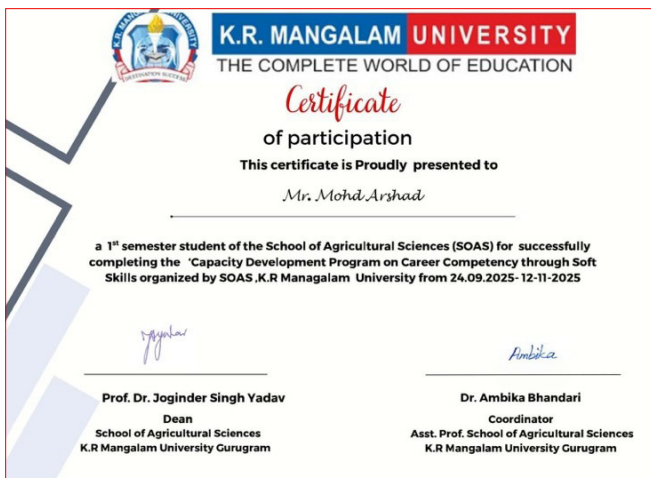 K.R. MANGALAM UNIVERSITY
THE COMPLETE WORLD OF EDUCATION
Certificate
of participation
This certificate is Proudly presented to
Mr. Mohd Arshad
a 1st semester student of the School of Agricultural Sciences (SOAS) for successfully
completing the 'Capacity Development Program on Career Competency through Soft
Skills organized by SOAS ,K.R Managalam University from 24.09.2025- 12-11-2025
Ambika
Prof. Dr. Joginder Singh Yadav
Dr. Ambika Bhandari
Dean
Coordinator
School of Agricultural Sciences
Asst. Prof. School of Agricultural Sciences
K.R Mangalam University Gurugram
K.R Mangalam University Gurugram